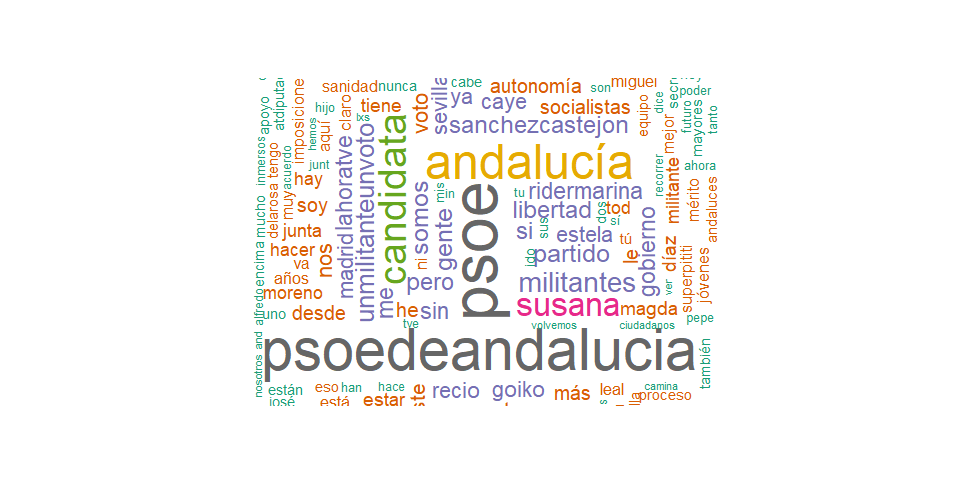 sanidad
nunca
cabe
autonomía
son
miguel
poder
hijo
tiene
voto
sevilla
ya
caye
socialistas
equipo
dice
futuro
mayores
tanto
apoyo
atdiputa
imposicione
aquí
claro
lxs
hemos
candidata
sanchezcastejon
mejor
inmersos
acuerdo
tengo
junt
lahoratve
unmilitanteunvoto
andalucía
recorrer
ahora
hay
muy
mis
min
tu
ridermarina
militante
mérito
andaluces
mucho
dellarosa
soy
somos
gente
psoe
libertad
dos
tod
sí
junta
nos
madrid
si
sus
estela
tú
gobierno
díaz
hacer
ni
ido
partido
le
superpititi
jóvenes
encima
va
años
pero
militantes
ver
moreno
me
he
sin
susana
magda
desde
uno
alfredo
and
nosotros
tve
volvemos
ciudadanos
pepe
también
psoedeandalucia
están
eso
han
hace
recio
goiko
más
leal
camina
proceso
josé
está
estar